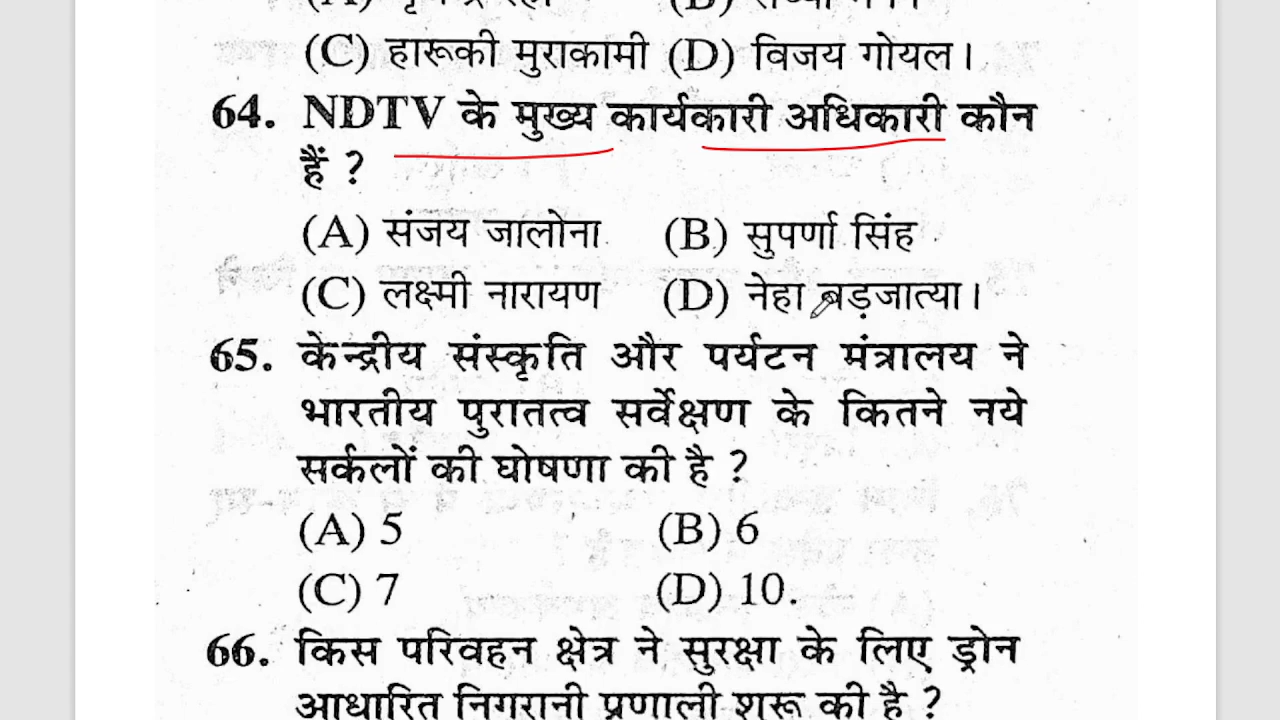 (C) हारूकी मुराकामी (D) विजय गोयल।
64. NDTV के मुख्य कार्यकारी अधिकारी कौन
हैं ?
(A) संजय जालोना (B) सुपर्णा सिंह
(C) लक्ष्मी नारायण (D) नेहा बड़जात्या।
65. केन्द्रीय संस्कृति और पर्यटन मंत्रालय ने
भारतीय पुरातत्व सर्वेक्षण के कितने नये
सर्कलों की घोषणा की है ?
(A) 5 (B) 6
(C) 7 (D) 10.
66. किस परिवहन क्षेत्र ने सुरक्षा के लिए ड्रोन
आधारित निगरानी प्रणाली शुरू की है ?